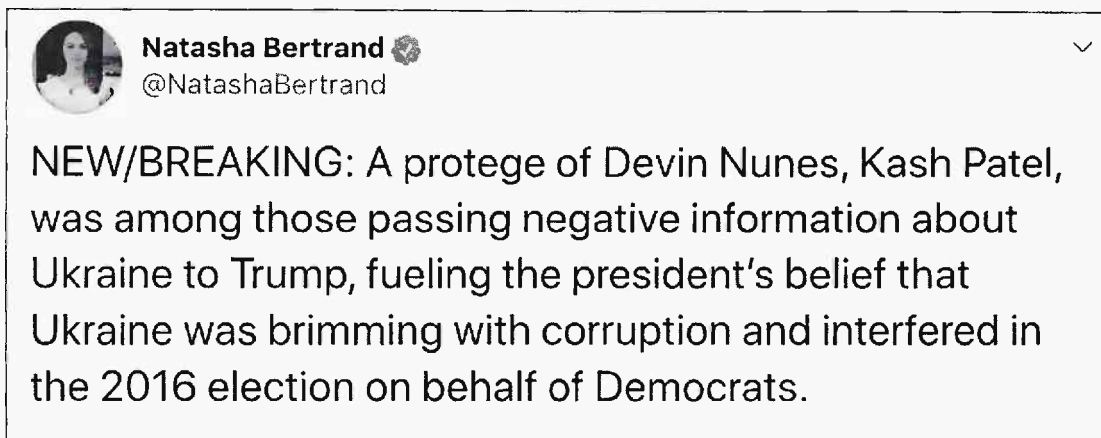 Natasha Bertrand
@NatashaBertrand
NEW/BREAKING: A protege of Devin Nunes, Kash Patel,
was among those passing negative information about
Ukraine to Trump, fueling the president's belief that
Ukraine was brimming with corruption and interfered in
the 2016 election on behalf of Democrats.